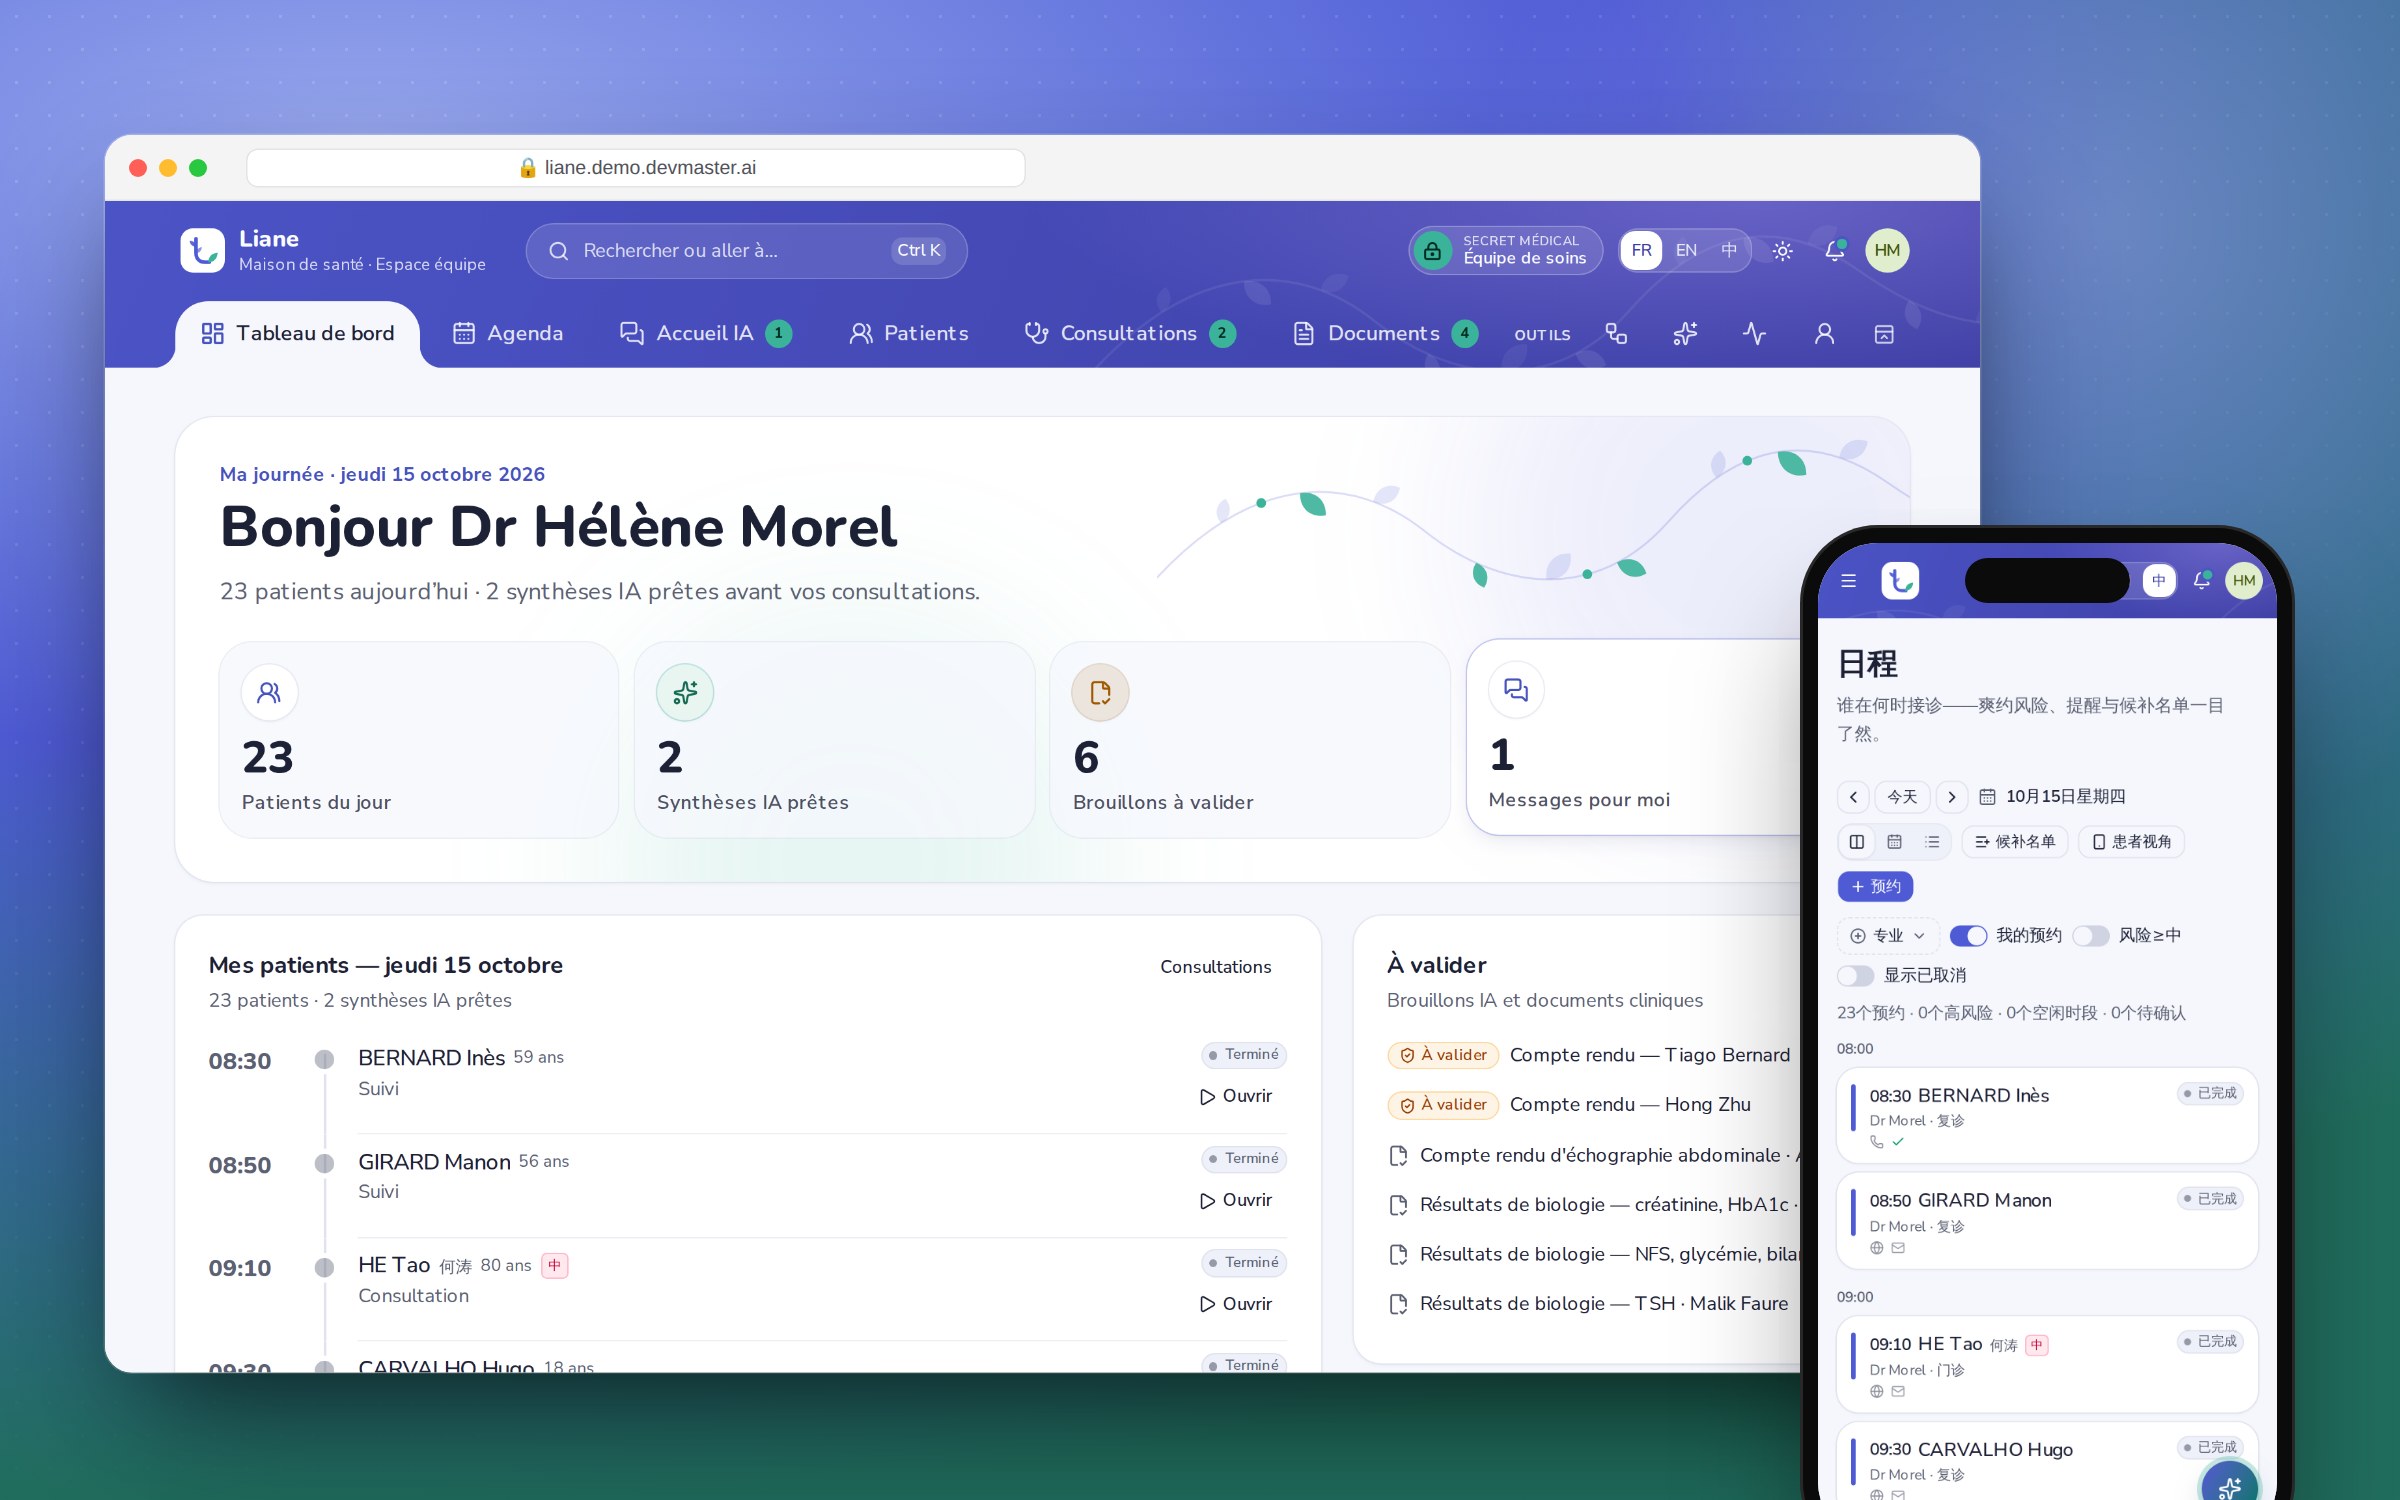 liane.demo.devmaster.ai
Liane
Maison de santé · Espace équipe
Rechercher ou aller à...
Ctrl K
SECRET MÉDICAL
Équipe de soins
FR EN 中
HM
Tableau de bord
Agenda
Accueil IA 1
Patients
Consultations 2
Documents 4
OUTILS
Ma journée · jeudi 15 octobre 2026
Bonjour Dr Hélène Morel
23 patients aujourd’hui · 2 synthèses IA prêtes avant vos consultations.
23
Patients du jour
2
Synthèses IA prêtes
6
Brouillons à valider
1
Messages pour moi
Mes patients — jeudi 15 octobre
Consultations
23 patients · 2 synthèses IA prêtes
08:30 BERNARD Inès 59 ans Terminé
Suivi
Ouvrir
08:50 GIRARD Manon 56 ans Terminé
Suivi
Ouvrir
09:10 HE Tao 何涛 80 ans 中 Terminé
Consultation
Ouvrir
09:30 CARVALHO Hugo 18 ans Terminé
À valider
Brouillons IA et documents cliniques
À valider Compte rendu — Tiago Bernard
À valider Compte rendu — Hong Zhu
Compte rendu d'échographie abdominale ·
Résultats de biologie — créatinine, HbA1c ·
Résultats de biologie — NFS, glycémie,
Résultats de biologie — TSH · Malik Faure
中
HM
日程
谁在何时接诊——爽约风险、提醒与候补名单一目
了然。
今天
10月15日星期四
候补名单
患者视角
预约
专业
我的预约
风险≥中
显示已取消
23个预约 · 0个高风险 · 0个空闲时段 · 0个待确认
08:00
08:30 BERNARD Inès 已完成
Dr Morel · 复诊
08:50 GIRARD Manon 已完成
Dr Morel · 复诊
09:00
09:10 HE Tao 何涛 中 已完成
Dr Morel · 门诊
09:30 CARVALHO Hugo 已完成
Dr Morel · 复诊